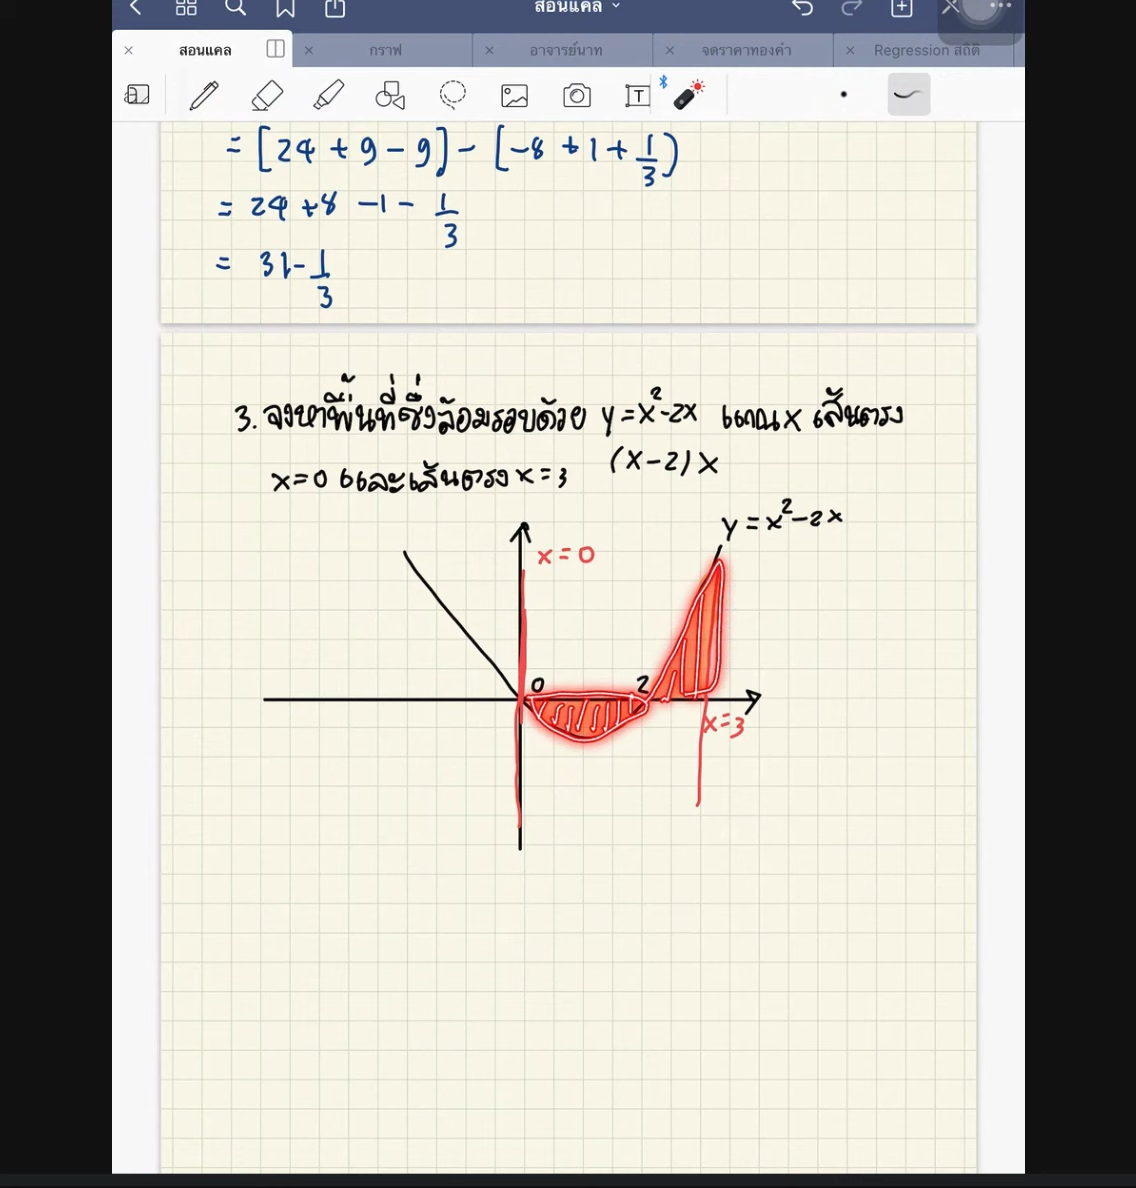 สอนแคล
สอนแคล กราฟ อาจารย์นาท จดราคาทองคำ Regression สถิติ
= [24 + 9 - 9] - [-8 + 1 + 1/3)
= 24 + 8 - 1 - 1/3
= 31 - 1/3
3. จงหาพื้นที่ซึ่งล้อมรอบด้วย y = x² - 2x แกน x เส้นตรง
x = 0 และเส้นตรง x = 3 (x - 2) x
y = x² - 2x
x = 0
0 2
x = 3